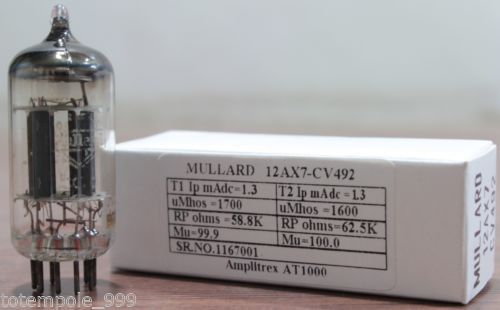 MULLARD 12AX7-CV492
T1 Ip mAdc=1.3 T2 Ip mAdc=1.3
uMhos =1700 uMhos =1600
RP ohms =58.8K RP ohms =62.5K
Mu=99.9 Mu=100.0
SR.NO.1167001
Amplitrex AT1000
MULLARD
12AX7
CV492
totempole_999